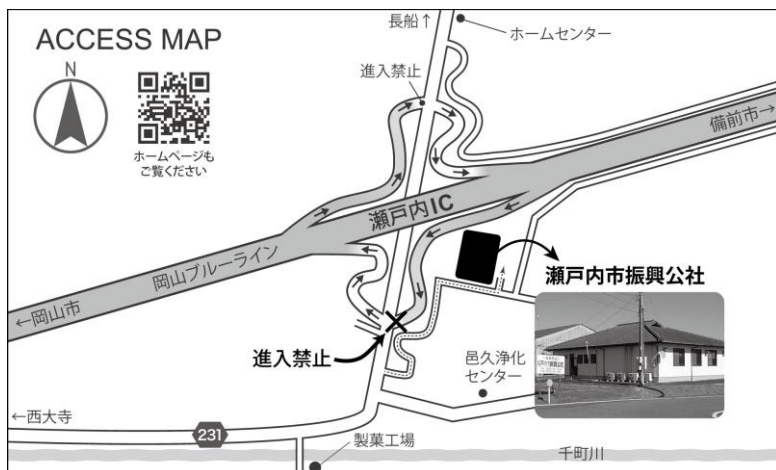 ACCESS MAP
N
ホームページも
ご覧ください
長船↑
ホームセンター
進入禁止
備前市→
瀬戸内IC
岡山ブルーライン
←岡山市
瀬戸内市振興公社
進入禁止
邑久浄化
センター
←西大寺
231
製菓工場
千町川